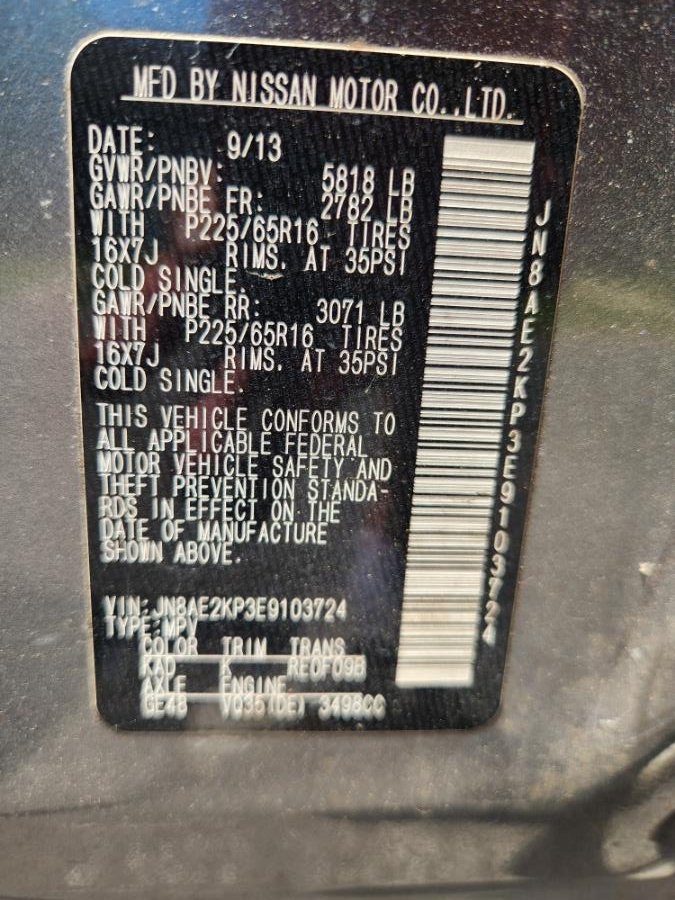 MFD BY NISSAN MOTOR CO.,LTD.
DATE: 9/13
GVWR/PNBV: 5818 LB
GAWR/PNBE FR: 2782 LB
WITH P225/65R16 TIRES
16X7J RIMS. AT 35PSI
COLD SINGLE.
GAWR/PNBE RR: 3071 LB
WITH P225/65R16 TIRES
16X7J RIMS. AT 35PSI
COLD SINGLE.
THIS VEHICLE CONFORMS TO
ALL APPLICABLE FEDERAL
MOTOR VEHICLE SAFETY AND
THEFT PREVENTION STANDA-
RDS IN EFFECT ON THE
DATE OF MANUFACTURE
SHOWN ABOVE.
VIN:JN8AE2KP3E9103724
TYPE:MPV
COLOR TRIM TRANS
KAD K RE0F09B
AXLE ENGINE
GE48 VQ35(DE) 3498CC
JN8AE2KP3E9103724